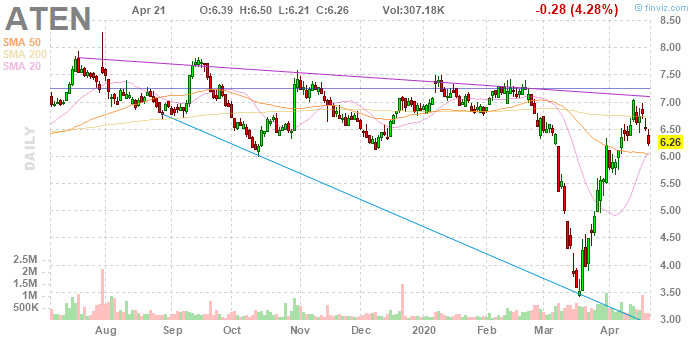 ATEN
Apr 21 O:6.39 H:6.50 L:6.21 C:6.26 Vol:307.18K -0.28 (4.28%)
© finviz.com
SMA 50
SMA 200
SMA 20
DAILY
8.50
8.00
7.50
7.00
6.50
6.26
6.00
5.50
5.00
4.50
4.00
3.50
3.00
2.5M
2M
1.5M
1M
500K
Aug Sep Oct Nov Dec 2020 Feb Mar Apr